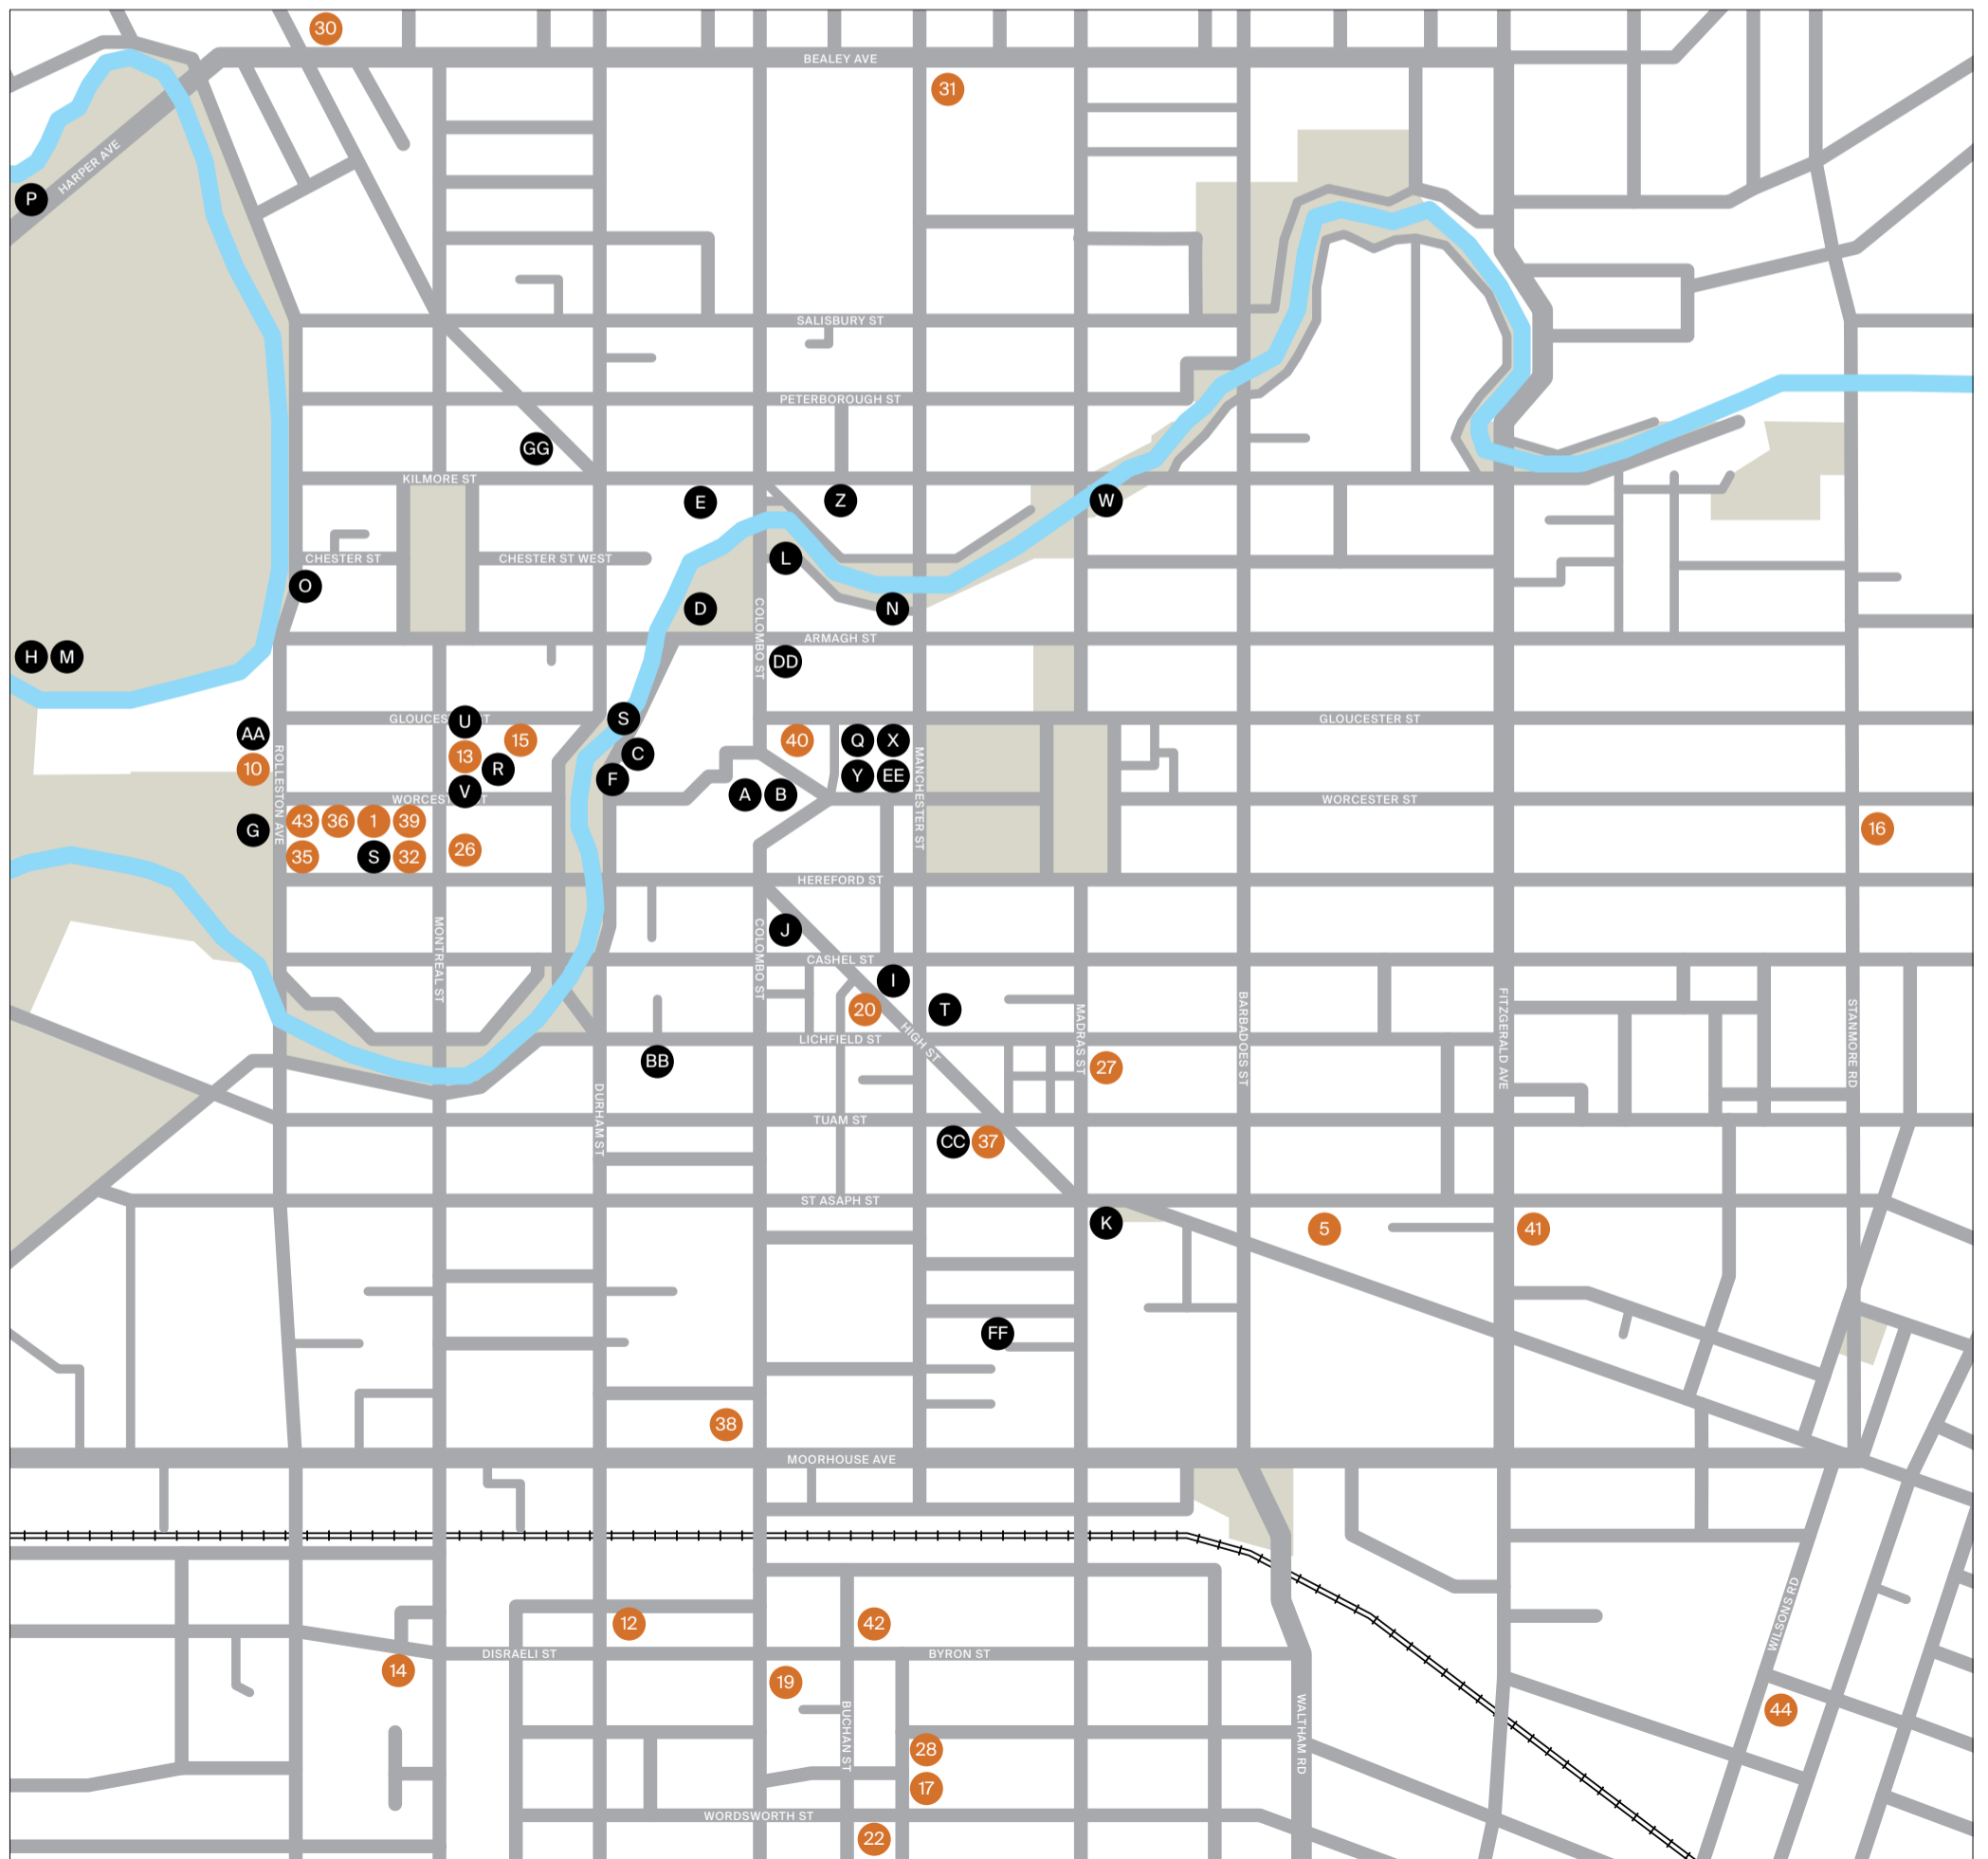 30
BEALEY AVE
31
HARPER AVE
P
SALISBURY ST
PETERBOROUGH ST
GG
KILMORE ST
E
Z
W
CHESTER ST
CHESTER ST WEST
L
O
D
N
COLOMBO ST
ARMAGH ST
H
M
DD
GLOUCES T
U
S
GLOUCESTER ST
AA
13
15
C
40
Q
X
10
R
F
Y
EE
ROLLESTON AVE
MANCHESTER ST
V
WORCES T
A
B
WORCESTER ST
G
43
36
1
39
16
35
S
32
26
HEREFORD ST
J
MONTREAL ST
COLOMBO ST
CASHEL ST
I
20
T
HIGH ST
MADRAS ST
BARBADOES ST
FITZGERALD AVE
STANMORE RD
LICHFIELD ST
BB
27
DURHAM ST
TUAM ST
CC
37
ST ASAPH ST
K
5
41
FF
38
MOORHOUSE AVE
12
42
WILSONS RD
DISRAELI ST
BYRON ST
14
19
BUCHAN ST
WALTHAM RD
44
28
17
WORDSWORTH ST
22